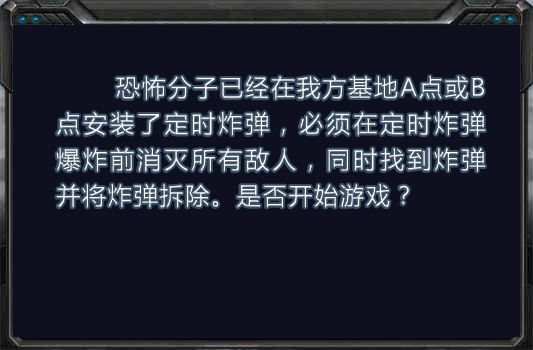 恐怖分子已经在我方基地A点或B
点安装了定时炸弹，必须在定时炸弹
爆炸前消灭所有敌人，同时找到炸弹
并将炸弹拆除。是否开始游戏？